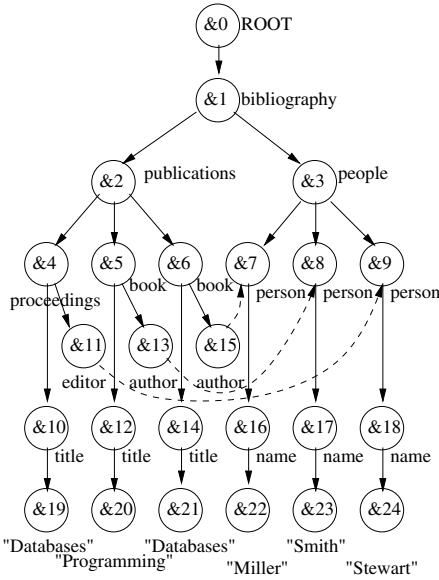 &0 ROOT
&1 bibliography
&2 publications &3 people
&4 &5 &6 &7 &8 &9
proceedings book book person person person
&11 &13 &15
editor author author
&10 &12 &14 &16 &17 &18
title title title name name name
&19 &20 &21 &22 &23 &24
"Databases" "Programming" "Databases" "Miller" "Smith" "Stewart"